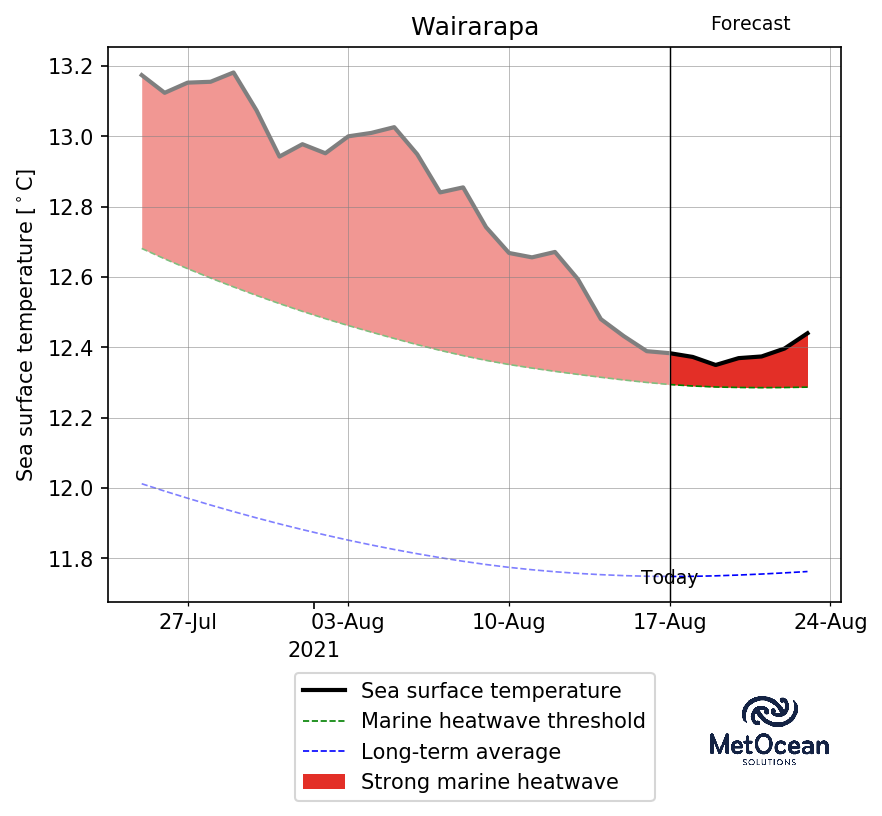 Wairarapa
Forecast
Sea surface temperature [°C]
13.2
13.0
12.8
12.6
12.4
12.2
12.0
11.8
Today
27-Jul 03-Aug 10-Aug 17-Aug 24-Aug
2021
Sea surface temperature
Marine heatwave threshold
Long-term average
Strong marine heatwave
MetOcean
SOLUTIONS